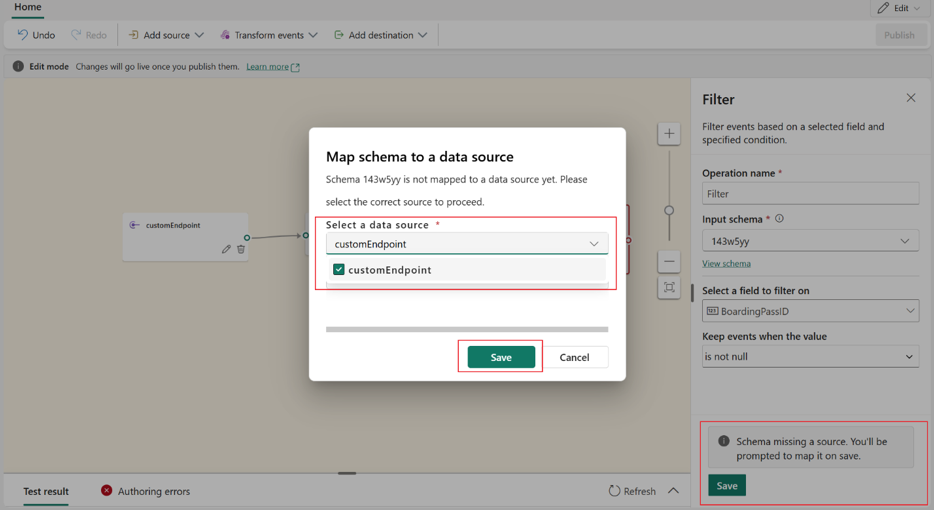 Home
Edit
Undo
Redo
Add source
Transform events
Add destination
Publish
Edit mode Changes will go live once you publish them. Learn more
customEndpoint
Map schema to a data source
Schema 143w5yy is not mapped to a data source yet. Please
select the correct source to proceed.
Select a data source *
customEndpoint
customEndpoint
Save
Cancel
Filter
Filter events based on a selected field and
specified condition.
Operation name *
Filter
Input schema *
143w5yy
View schema
Select a field to filter on
BoardingPassID
Keep events when the value
is not null
Schema missing a source. You'll be
prompted to map it on save.
Save
Test result
Authoring errors
Refresh